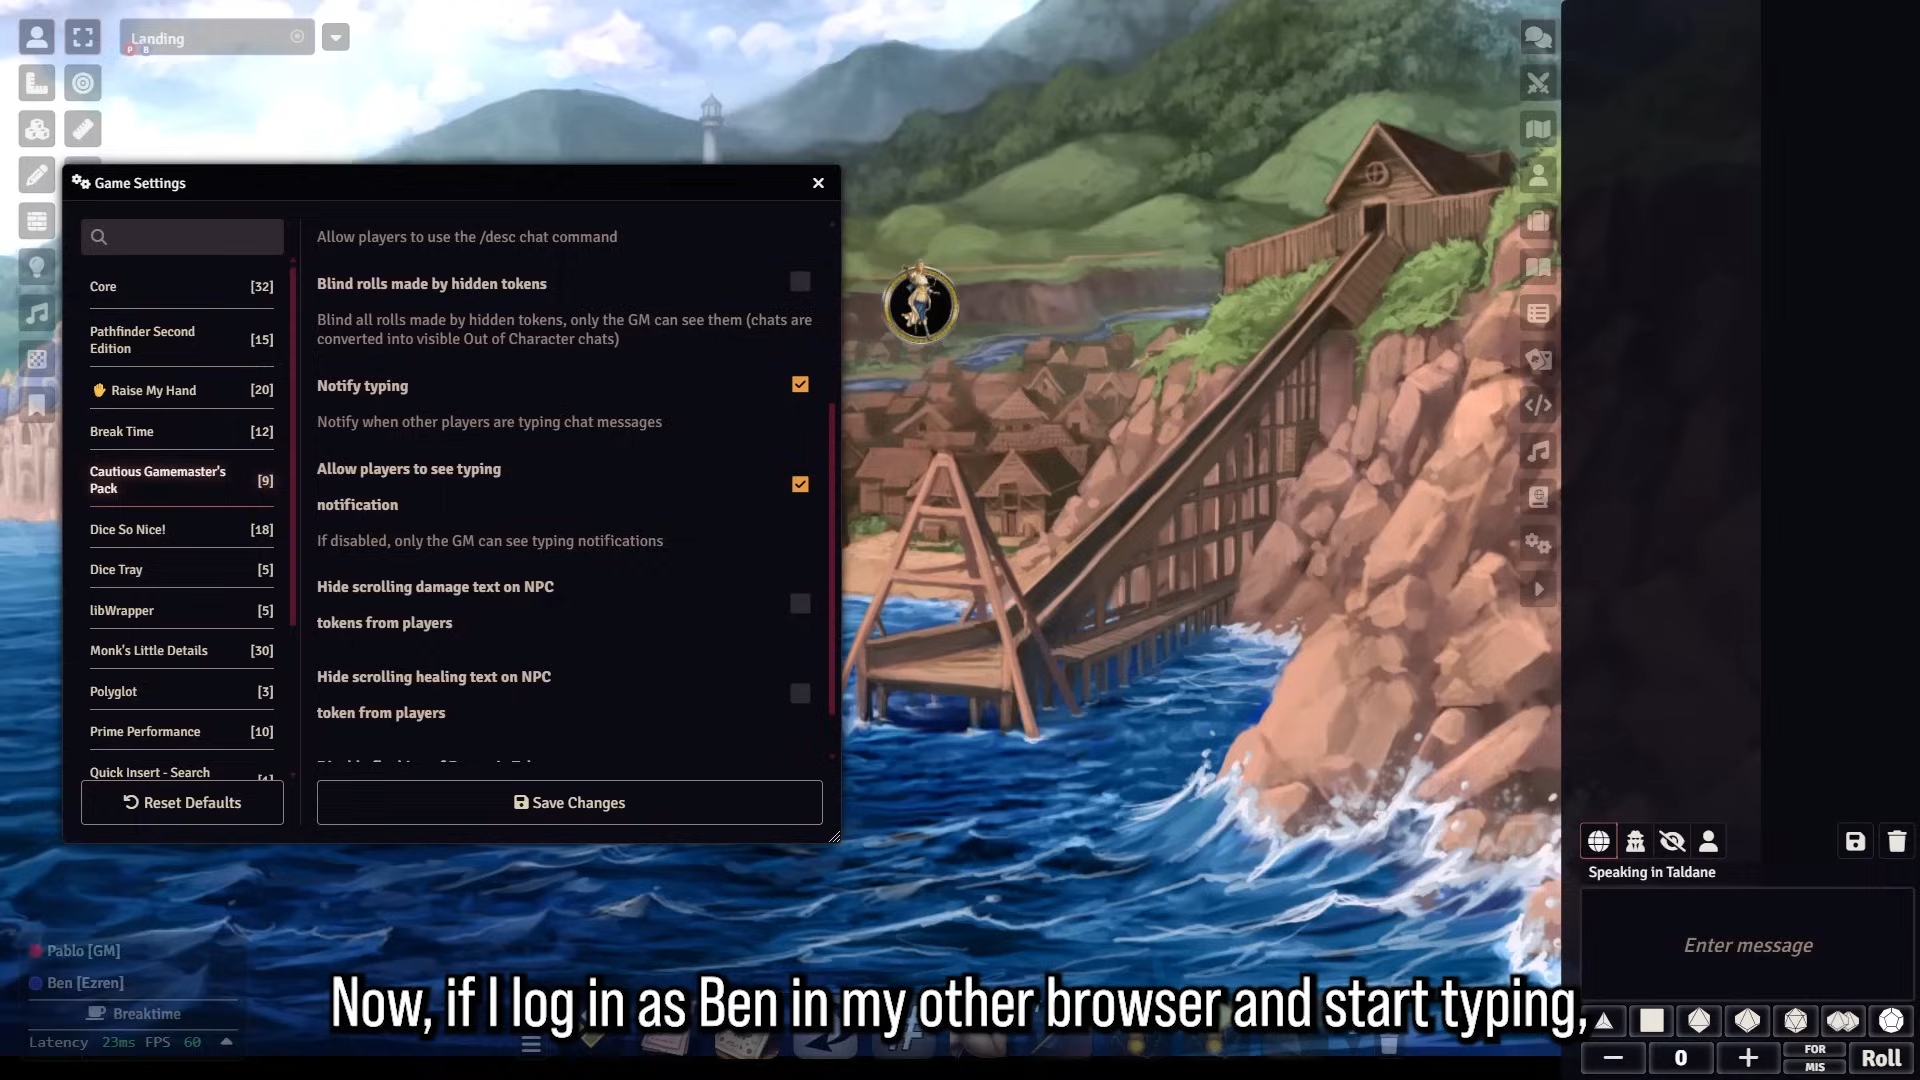 Landing
P B
Game Settings
Core [32]
Pathfinder Second
Edition [15]
Raise My Hand [20]
Break Time [12]
Cautious Gamemaster's
Pack [9]
Dice So Nice! [18]
Dice Tray [5]
libWrapper [5]
Monk's Little Details [30]
Polyglot [3]
Prime Performance [10]
Quick Insert - Search
Reset Defaults
Allow players to use the /desc chat command
Blind rolls made by hidden tokens
Blind all rolls made by hidden tokens, only the GM can see them (chats are
converted into visible Out of Character chats)
Notify typing
Notify when other players are typing chat messages
Allow players to see typing
notification
If disabled, only the GM can see typing notifications
Hide scrolling damage text on NPC
tokens from players
Hide scrolling healing text on NPC
token from players
Save Changes
Speaking in Taldane
Enter message
Pablo [GM]
Ben [Ezren]
Breaktime
Latency 23ms FPS 60
Now, if I log in as Ben in my other browser and start typing,
0
FOR
MIS
Roll